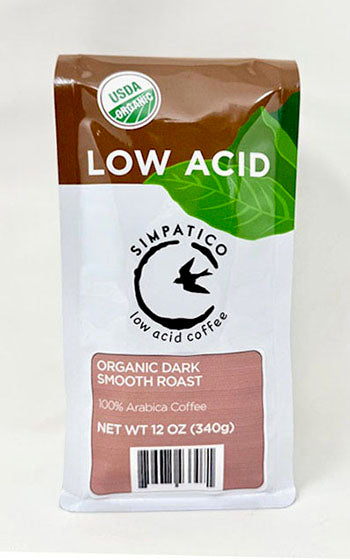 USDA
ORGANIC
LOW ACID
SIMPATICO
low acid coffee
ORGANIC DARK
SMOOTH ROAST
100% Arabica Coffee
NET WT 12 OZ (340g)